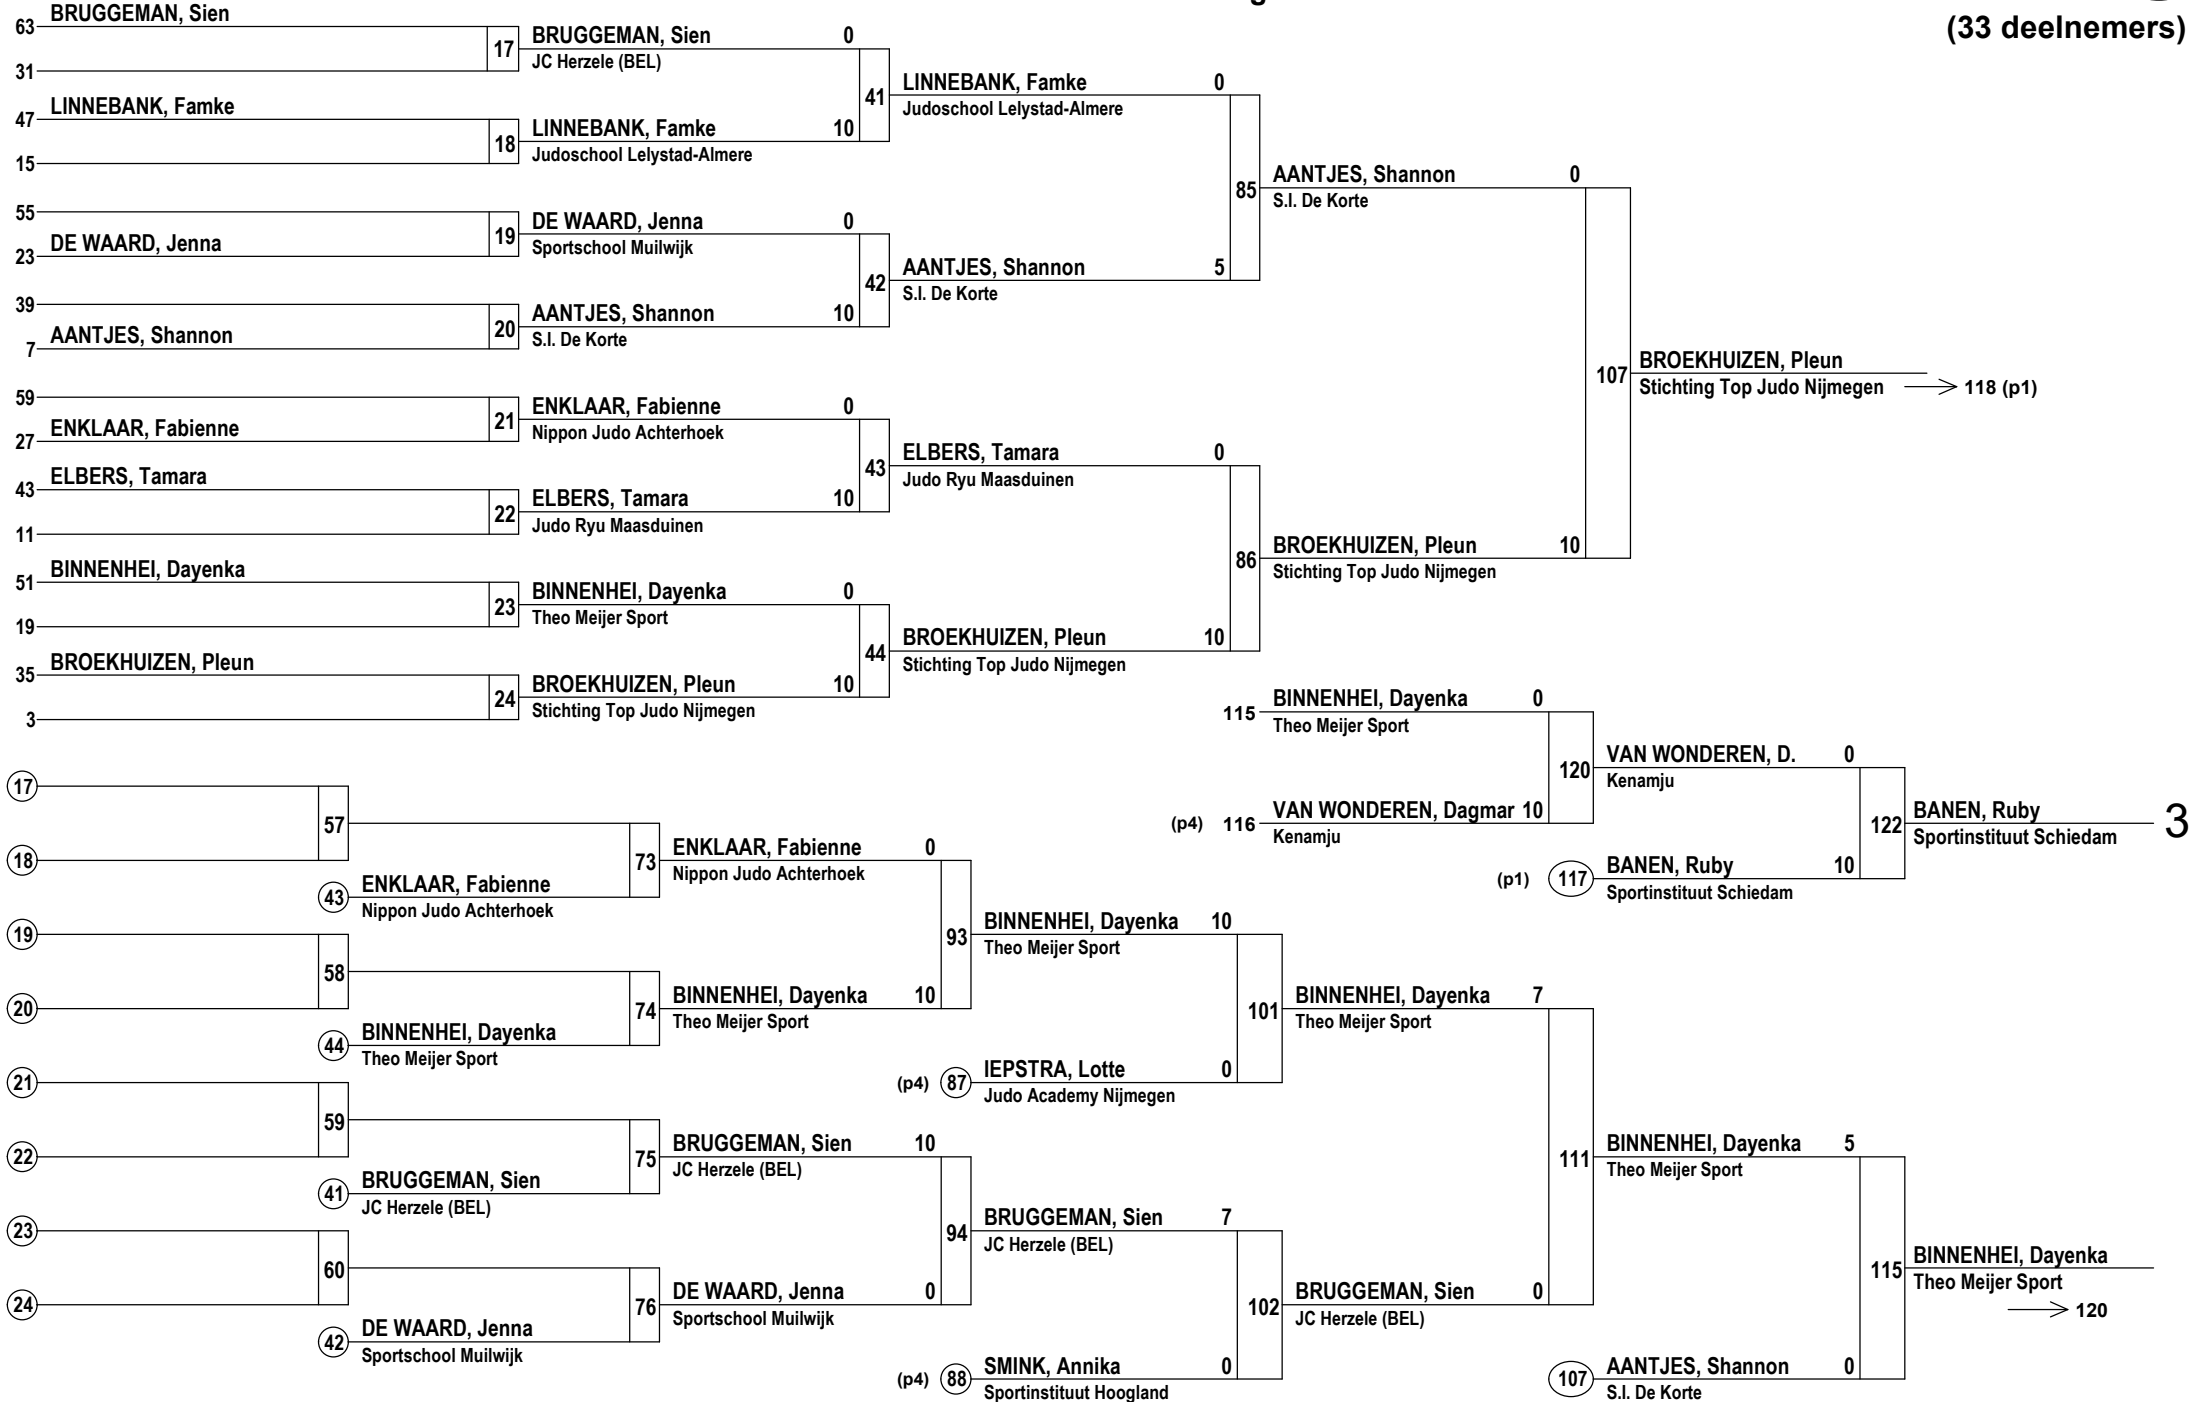 (33 deelnemers)
63 BRUGGEMAN, Sien
31
17
47 LINNEBANK, Famke
15
18
55
23 DE WAARD, Jenna
19
39
7 AANTJES, Shannon
20
59
27 ENKLAAR, Fabienne
21
43 ELBERS, Tamara
11
22
51 BINNENHEI, Dayenka
19
23
35 BROEKHUIZEN, Pleun
3
24
BRUGGEMAN, Sien 0
JC Herzele (BEL)
41
LINNEBANK, Famke 10
Judoschool Lelystad-Almere
DE WAARD, Jenna 0
Sportschool Muilwijk
42
AANTJES, Shannon 10
S.I. De Korte
ENKLAAR, Fabienne 0
Nippon Judo Achterhoek
43
ELBERS, Tamara 10
Judo Ryu Maasduinen
BINNENHEI, Dayenka 0
Theo Meijer Sport
44
BROEKHUIZEN, Pleun 10
Stichting Top Judo Nijmegen
LINNEBANK, Famke 0
Judoschool Lelystad-Almere
85
AANTJES, Shannon 5
S.I. De Korte
ELBERS, Tamara 0
Judo Ryu Maasduinen
86
BROEKHUIZEN, Pleun 10
Stichting Top Judo Nijmegen
AANTJES, Shannon 0
S.I. De Korte
107
BROEKHUIZEN, Pleun 10
Stichting Top Judo Nijmegen
BROEKHUIZEN, Pleun
Stichting Top Judo Nijmegen 118 (p1)
115 BINNENHEI, Dayenka 0
Theo Meijer Sport
120
(p4) 116 VAN WONDEREN, Dagmar 10
Kenamju
VAN WONDEREN, D. 0
Kenamju
122
(p1) 117 BANEN, Ruby 10
Sportinstituut Schiedam
BANEN, Ruby
Sportinstituut Schiedam
3
17
57
18
19
58
20
21
59
22
23
60
24
73
43 ENKLAAR, Fabienne
Nippon Judo Achterhoek
74
44 BINNENHEI, Dayenka
Theo Meijer Sport
75
41 BRUGGEMAN, Sien
JC Herzele (BEL)
76
42 DE WAARD, Jenna
Sportschool Muilwijk
ENKLAAR, Fabienne 0
Nippon Judo Achterhoek
93
BINNENHEI, Dayenka 10
Theo Meijer Sport
BRUGGEMAN, Sien 10
JC Herzele (BEL)
94
DE WAARD, Jenna 0
Sportschool Muilwijk
BINNENHEI, Dayenka 10
Theo Meijer Sport
101
(p4) 87 IEPSTRA, Lotte 0
Judo Academy Nijmegen
BRUGGEMAN, Sien 7
JC Herzele (BEL)
102
(p4) 88 SMINK, Annika 0
Sportinstituut Hoogland
BINNENHEI, Dayenka 7
Theo Meijer Sport
111
BRUGGEMAN, Sien 0
JC Herzele (BEL)
BINNENHEI, Dayenka 5
Theo Meijer Sport
115
107 AANTJES, Shannon 0
S.I. De Korte
BINNENHEI, Dayenka
Theo Meijer Sport
120